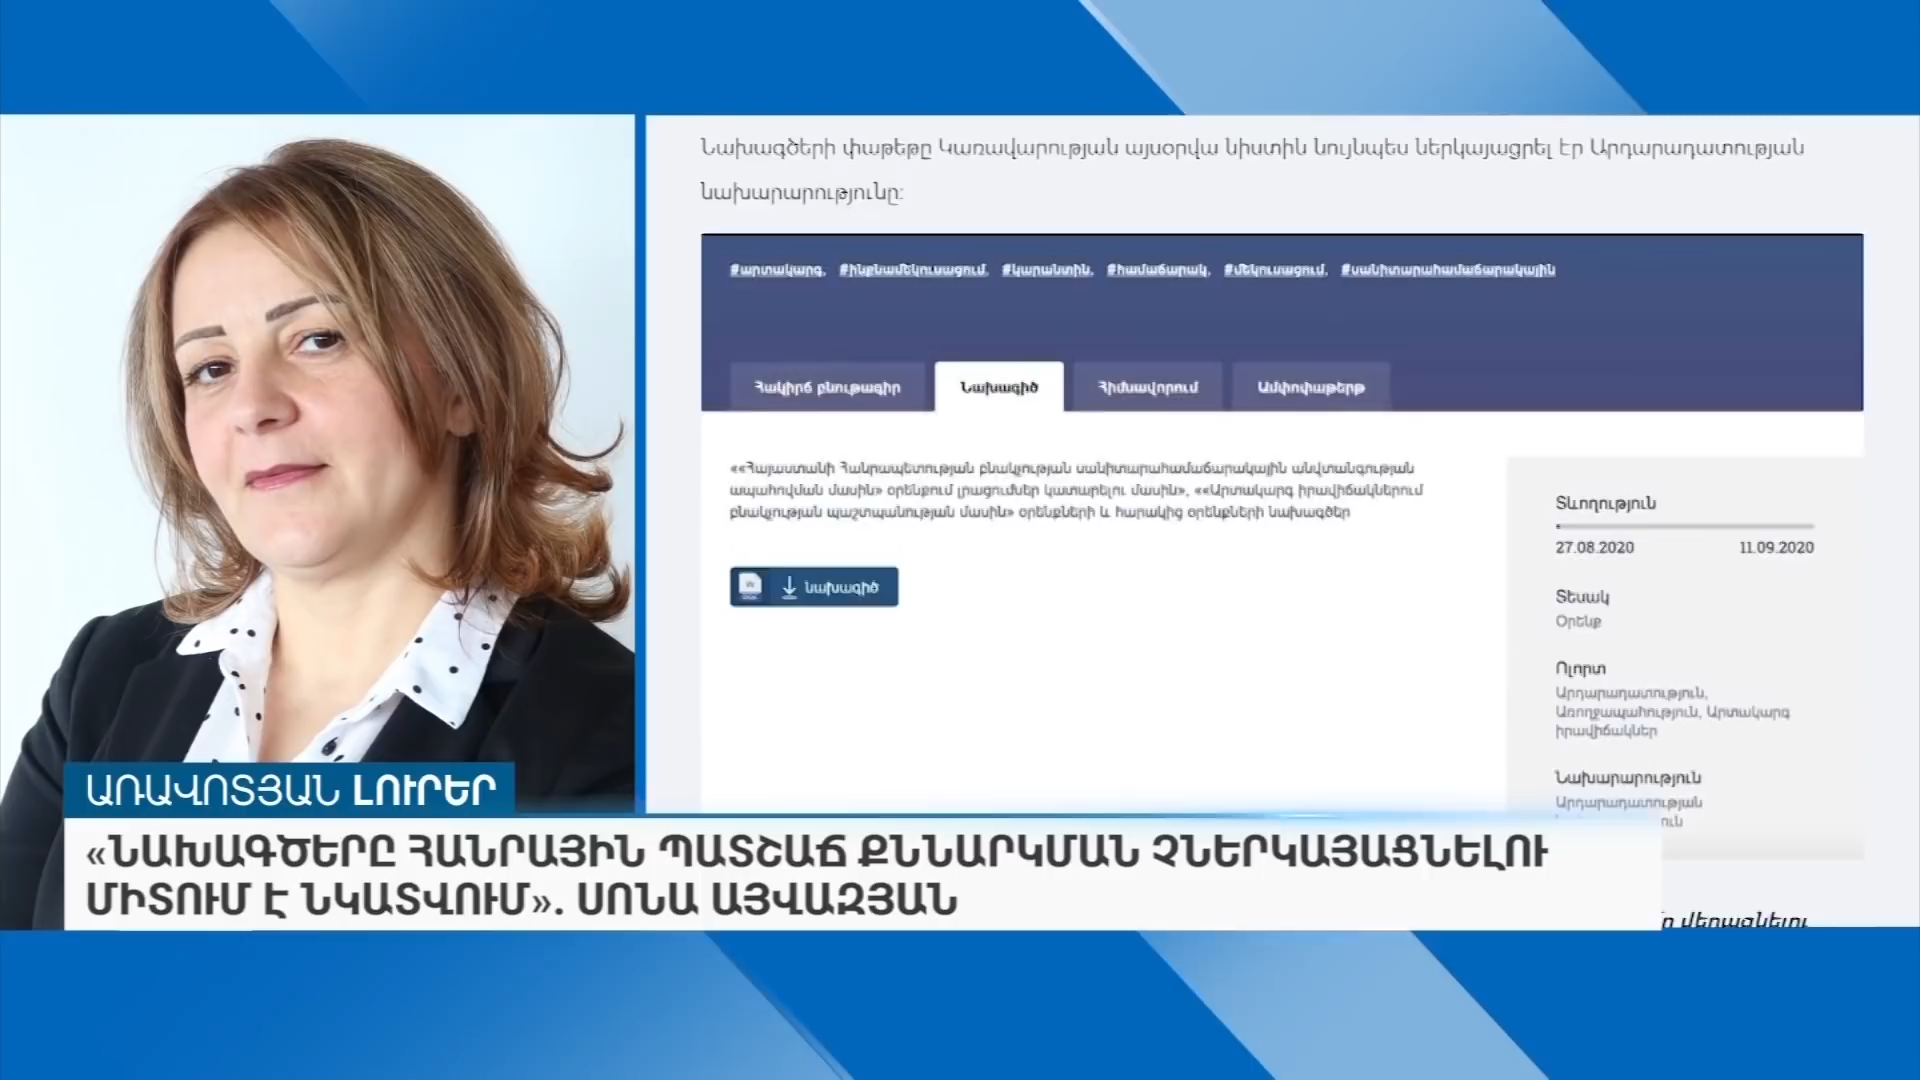 Նախագծերի փաթեթը Կառավարության այսօրվա նիստին նույնպես ներկայացրել էր Արդարադատության
նախարարությունը:
#արտակարգ, #ինքնամեկուսացում, #կարանտին, #համաճարակ, #մեկուսացում, #սանիտարահամաճարակային
Հակիրճ բնութագիր Նախագիծ Հիմնավորում Ամփոփաթերթ
««Հայաստանի Հանրապետության բնակչության սանիտարահամաճարակային անվտանգության
ապահովման մասին» օրենքում լրացումներ կատարելու մասին», ««Արտակարգ իրավիճակներում
բնակչության պաշտպանության մասին» օրենքների և հարակից օրենքների նախագծեր
նախագիծ
Տևողություն
27.08.2020 11.09.2020
Տեսակ
Օրենք
Ոլորտ
Արդարադատություն,
Առողջապահություն, Արտակարգ
իրավիճակներ
Նախարարություն
Արդարադատության
ԱՌԱՎՈՏՅԱՆ ԼՈՒՐԵՐ
«ՆԱԽԱԳԾԵՐԸ ՀԱՆՐԱՅԻՆ ՊԱՏՇԱՃ ՔՆՆԱՐԿՄԱՆ ՉՆԵՐԿԱՅԱՑՆԵԼՈՒ
ՄԻՏՈՒՄ Է ՆԿԱՏՎՈՒՄ». ՍՈՆԱ ԱՅՎԱԶՅԱՆ
վերացնելու